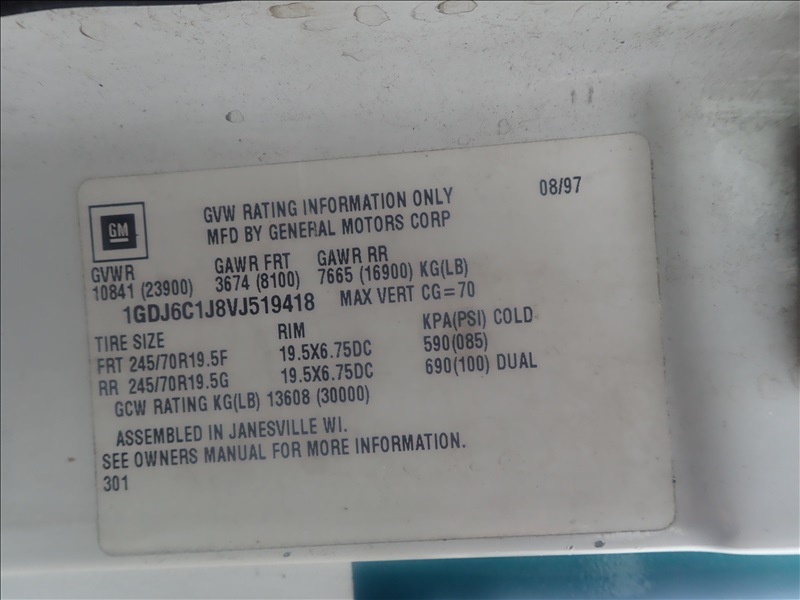 08/97
GM
GVW RATING INFORMATION ONLY
MFD BY GENERAL MOTORS CORP
GVWR GAWR FRT GAWR RR
10841 (23900) 3674 (8100) 7665 (16900) KG(LB)
1GDJ6C1J8VJ519418 MAX VERT CG=70
TIRE SIZE RIM KPA(PSI) COLD
FRT 245/70R19.5F 19.5X6.75DC 590(085)
RR 245/70R19.5G 19.5X6.75DC 690(100) DUAL
GCW RATING KG(LB) 13608 (30000)
ASSEMBLED IN JANESVILLE WI.
SEE OWNERS MANUAL FOR MORE INFORMATION.
301